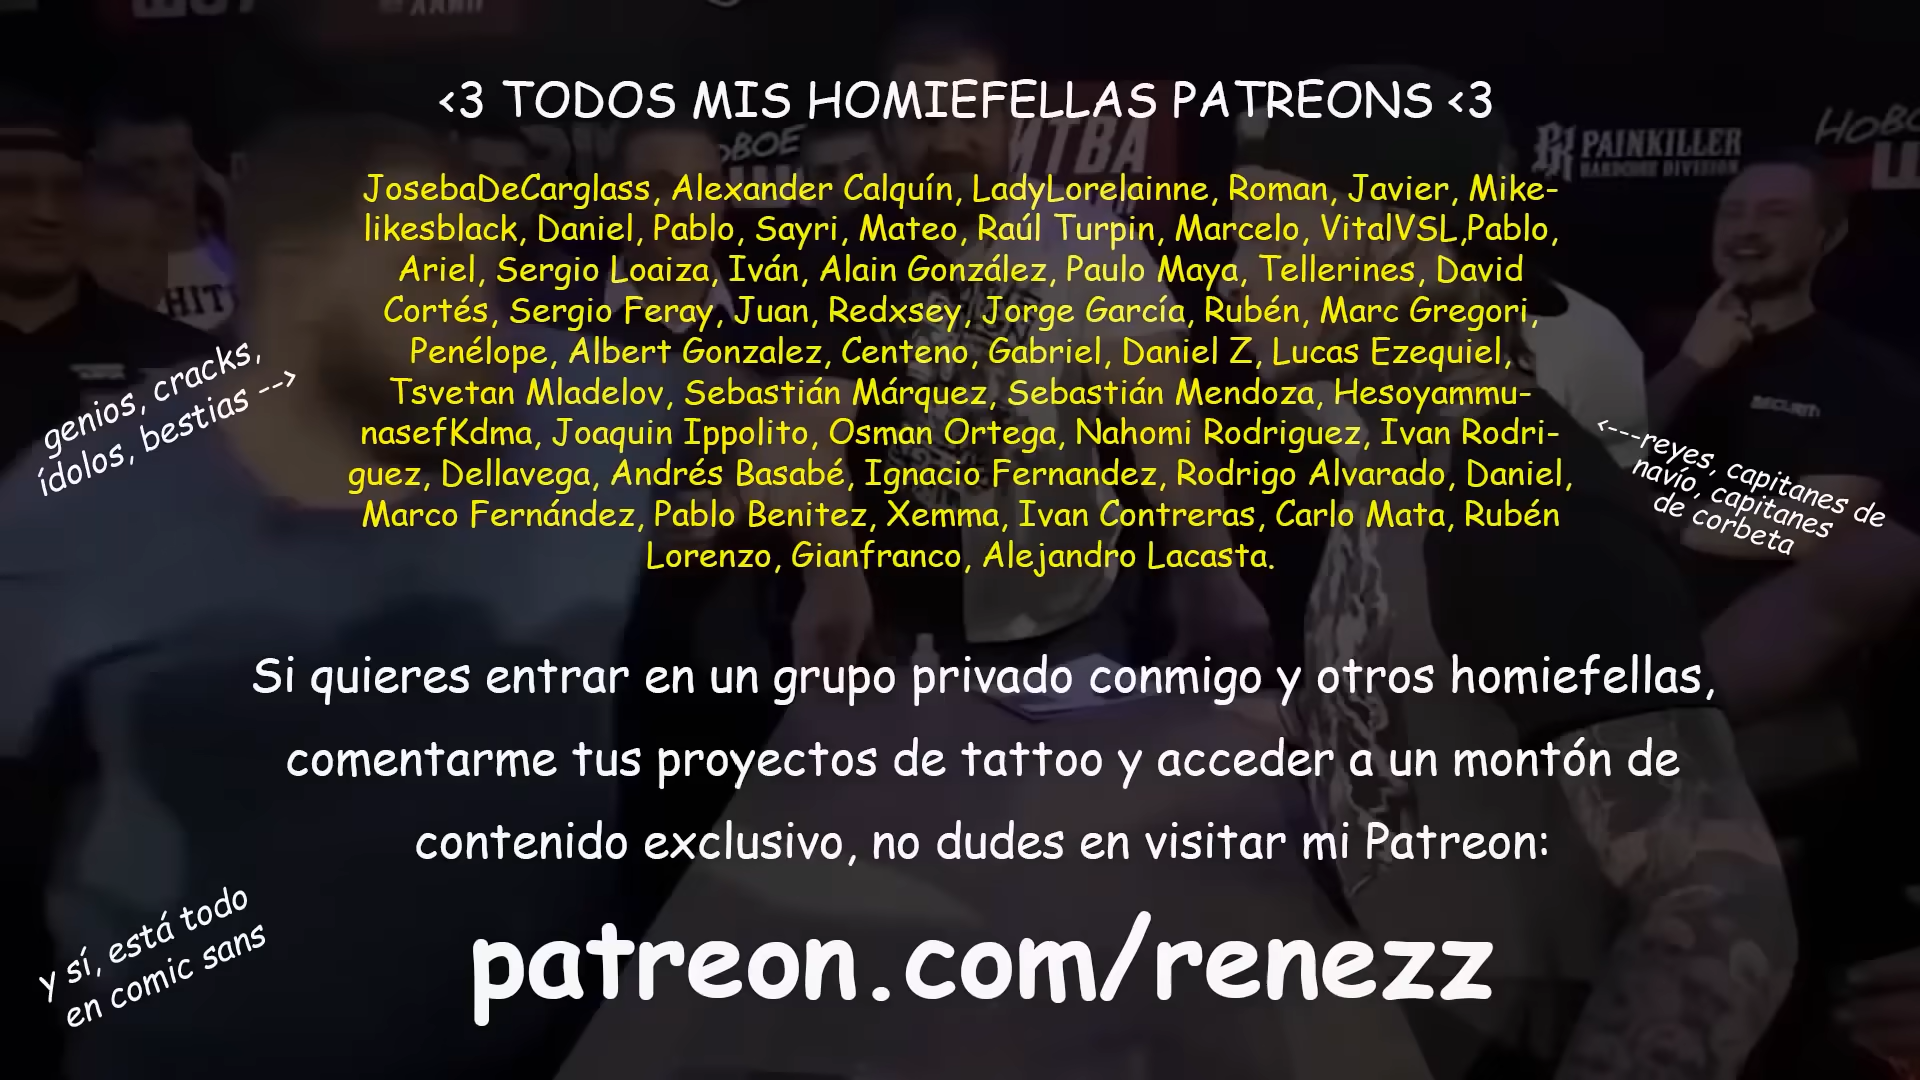 <3 TODOS MIS HOMIEFELLAS PATREONS <3
JosebaDeCarglass, Alexander Calquín, LadyLorelainne, Roman, Javier, Mike-
likesblack, Daniel, Pablo, Sayri, Mateo, Raúl Turpin, Marcelo, VitalVSL,Pablo,
Ariel, Sergio Loaiza, Iván, Alain González, Paulo Maya, Tellerines, David
Cortés, Sergio Feray, Juan, Redxsey, Jorge García, Rubén, Marc Gregori,
Penélope, Albert Gonzalez, Centeno, Gabriel, Daniel Z, Lucas Ezequiel,
Tsvetan Mladelov, Sebastián Márquez, Sebastián Mendoza, Hesoyammu-
nasefKdma, Joaquin Ippolito, Osman Ortega, Nahomi Rodriguez, Ivan Rodri-
guez, Dellavega, Andrés Basabé, Ignacio Fernandez, Rodrigo Alvarado, Daniel,
Marco Fernández, Pablo Benitez, Xemma, Ivan Contreras, Carlo Mata, Rubén
Lorenzo, Gianfranco, Alejandro Lacasta.
genios, cracks,
ídolos, bestias -->
<---reyes, capitanes de
navío, capitanes
de corbeta
Si quieres entrar en un grupo privado conmigo y otros homiefellas,
comentarme tus proyectos de tattoo y acceder a un montón de
contenido exclusivo, no dudes en visitar mi Patreon:
patreon.com/renezz
y sí, está todo
en comic sans
PAINKILLER
HARDCORE DIVISION
SECURITY